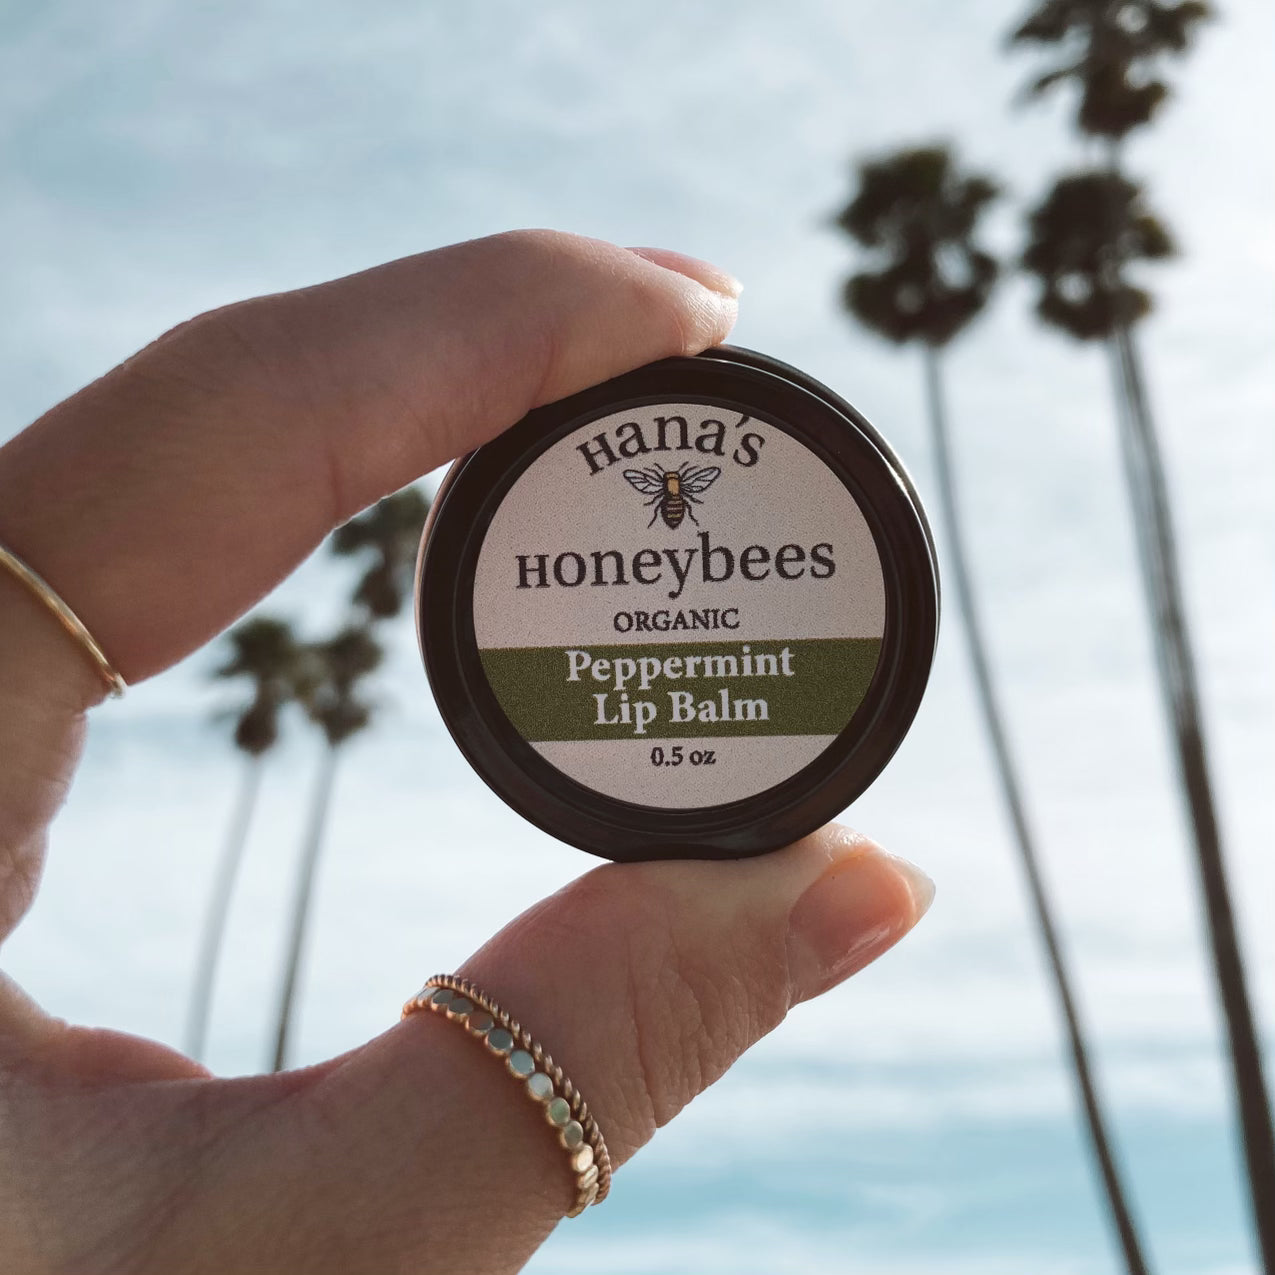 Hana's
Honeybees
ORGANIC
Peppermint
Lip Balm
0.5 oz